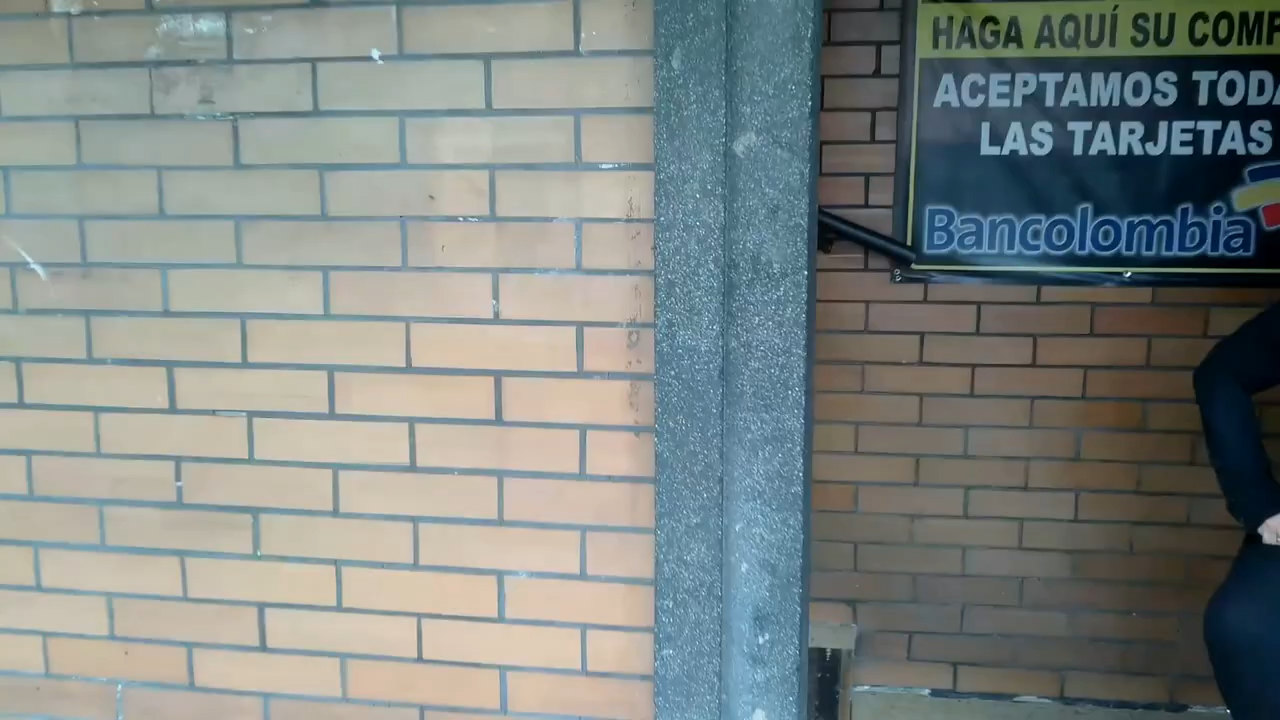 HAGA AQUÍ SU COMP
ACEPTAMOS TODA
LAS TARJETAS
Bancolombia